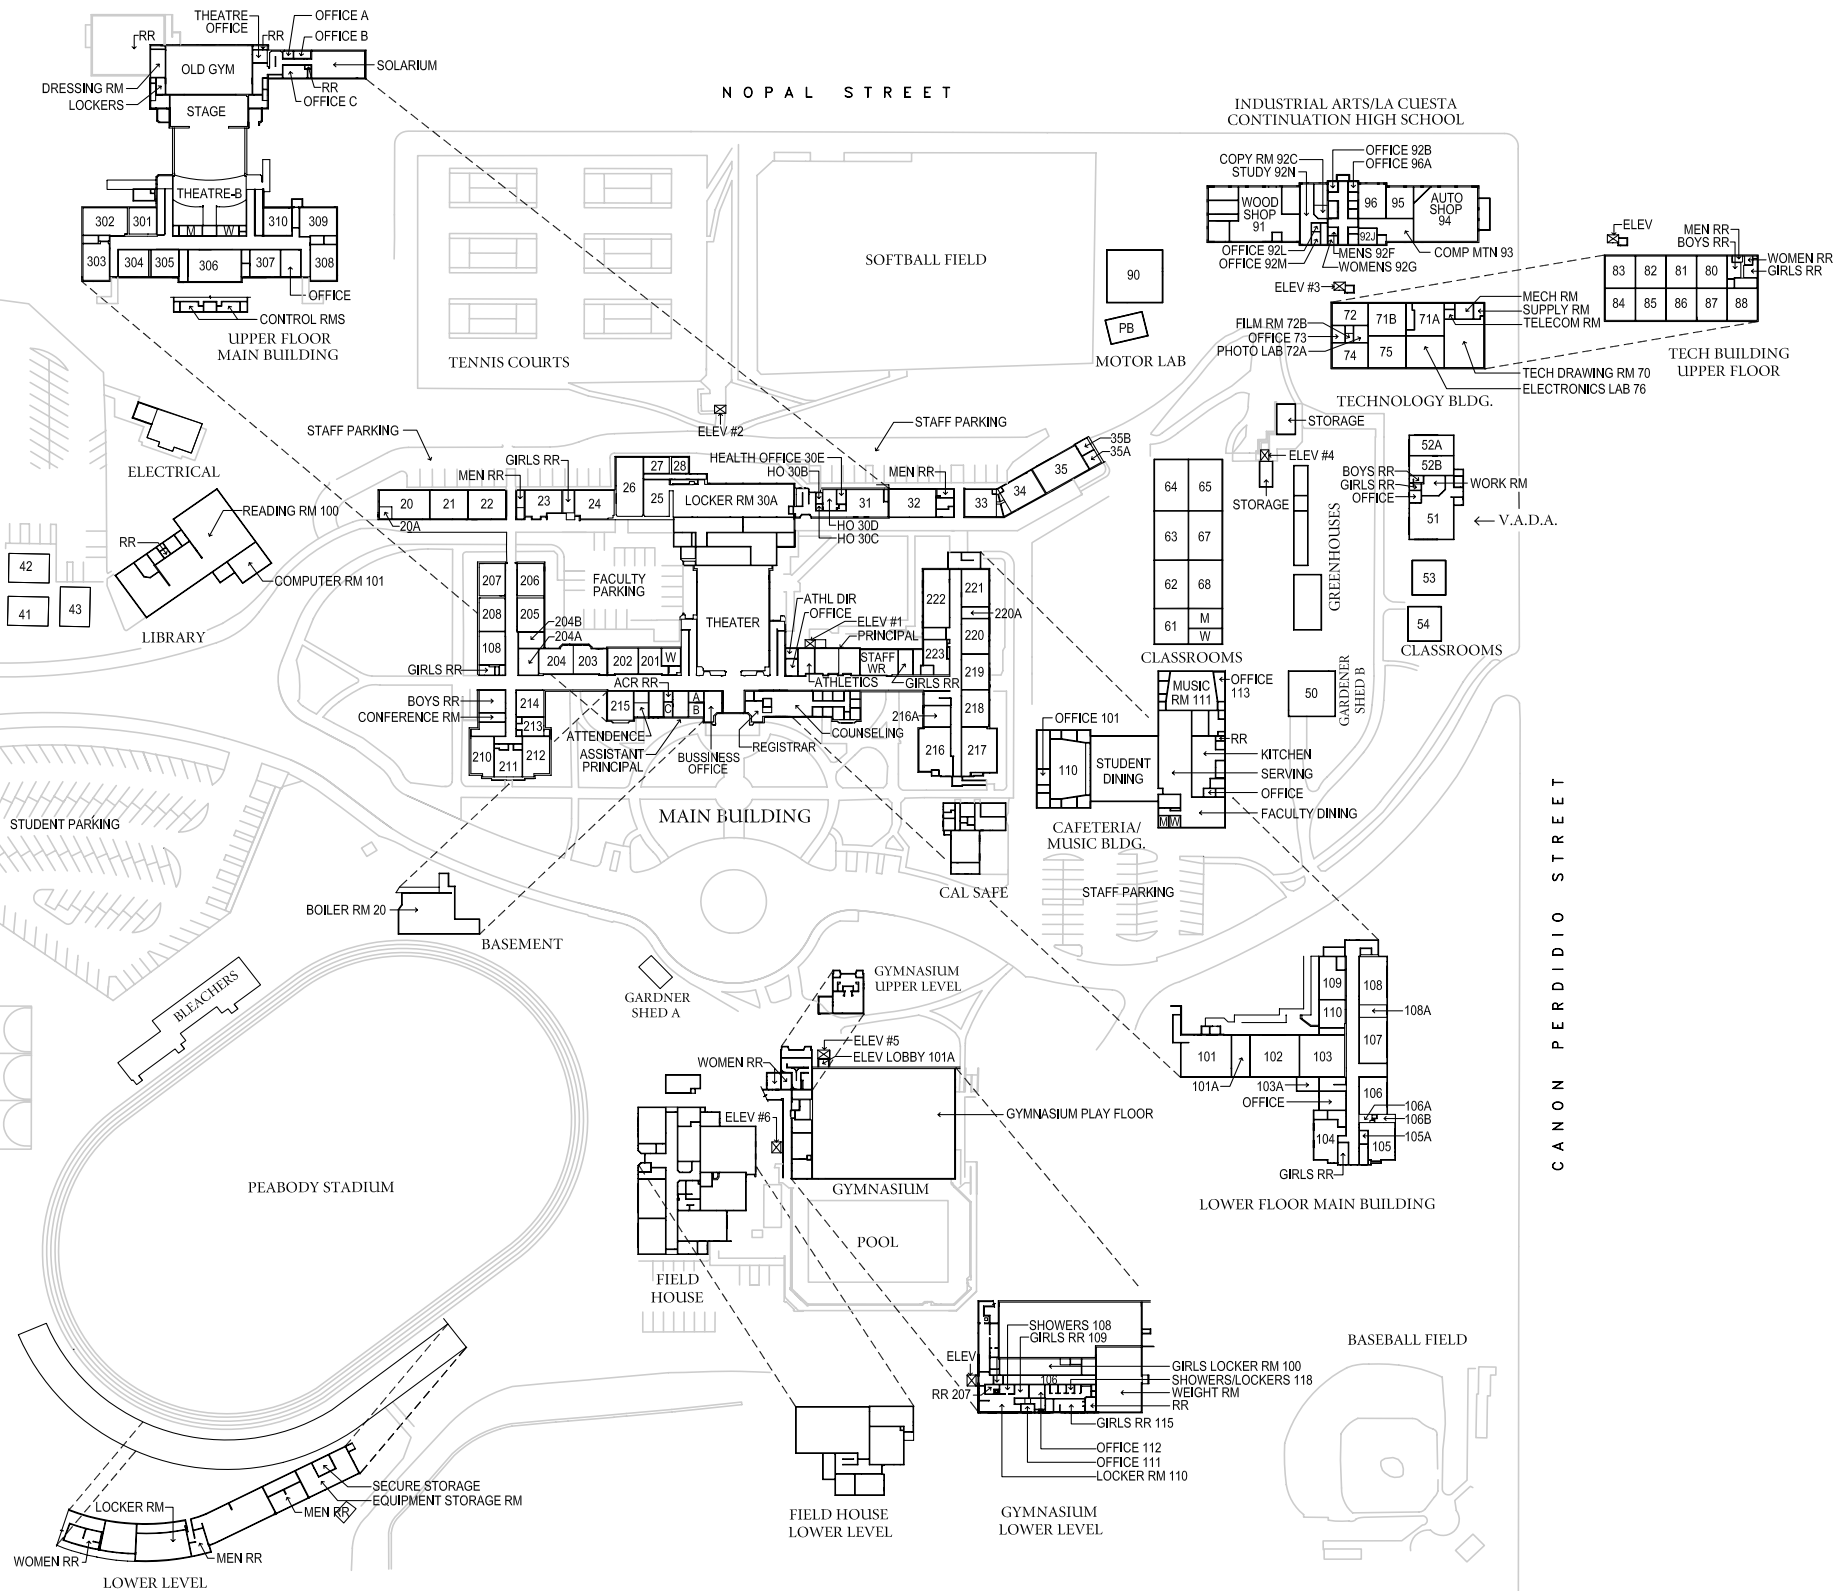 NOPAL STREET
CANON PERDIDIO STREET
THEATRE
OFFICE
OFFICE A
OFFICE B
RR
RR
OLD GYM
SOLARIUM
DRESSING RM
LOCKERS
RR
OFFICE C
STAGE
THEATRE-B
302
301
310
309
M
W
303
304
305
306
307
308
OFFICE
CONTROL RMS
UPPER FLOOR
MAIN BUILDING
TENNIS COURTS
SOFTBALL FIELD
INDUSTRIAL ARTS/LA CUESTA
CONTINUATION HIGH SCHOOL
OFFICE 92B
OFFICE 96A
COPY RM 92C
STUDY 92N
WOOD
SHOP
91
96
95
AUTO
SHOP
94
92J
OFFICE 92L
OFFICE 92M
MENS 92F
WOMENS 92G
COMP MTN 93
90
PB
MOTOR LAB
ELEV #3
ELEV
MEN RR
BOYS RR
WOMEN RR
GIRLS RR
83
82
81
80
84
85
86
87
88
TECH BUILDING
UPPER FLOOR
72
71B
71A
MECH RM
SUPPLY RM
TELECOM RM
FILM RM 72B
OFFICE 73
PHOTO LAB 72A
74
75
TECH DRAWING RM 70
ELECTRONICS LAB 76
TECHNOLOGY BLDG.
STORAGE
ELEV #4
STORAGE
GREENHOUSES
52A
52B
BOYS RR
GIRLS RR
OFFICE
WORK RM
51
V.A.D.A.
53
54
CLASSROOMS
64
65
63
67
62
68
61
M
W
CLASSROOMS
50
GARDENER
SHED B
ELECTRICAL
READING RM 100
RR
COMPUTER RM 101
LIBRARY
42
41
43
STUDENT PARKING
STAFF PARKING
ELEV #2
STAFF PARKING
GIRLS RR
MEN RR
20
21
22
20A
23
24
26
27
28
25
LOCKER RM 30A
HEALTH OFFICE 30E
HO 30B
HO 30D
HO 30C
31
32
MEN RR
33
34
35
35B
35A
207
206
208
205
108
204B
204A
FACULTY
PARKING
THEATER
ATHL DIR
OFFICE
ELEV #1
PRINCIPAL
204
203
202
201
W
GIRLS RR
ACR RR
ATHLETICS
STAFF
WR
GIRLS RR
222
223
221
220A
220
219
218
216A
216
217
BOYS RR
CONFERENCE RM
214
213
210
211
212
215
C
A
B
ATTENDENCE
ASSISTANT
PRINCIPAL
BUSSINESS
OFFICE
REGISTRAR
COUNSELING
MAIN BUILDING
OFFICE 101
110
STUDENT
DINING
MUSIC
RM 111
OFFICE
113
RR
KITCHEN
SERVING
OFFICE
FACULTY DINING
M
W
CAFETERIA/
MUSIC BLDG.
CAL SAFE
STAFF PARKING
BOILER RM 20
BASEMENT
BLEACHERS
GARDNER
SHED A
GYMNASIUM
UPPER LEVEL
ELEV #5
ELEV LOBBY 101A
WOMEN RR
ELEV #6
GYMNASIUM PLAY FLOOR
GYMNASIUM
POOL
FIELD
HOUSE
PEABODY STADIUM
109
108
110
108A
107
101
102
103
101A
103A
OFFICE
106
106A
106B
105A
104
105
GIRLS RR
LOWER FLOOR MAIN BUILDING
BASEBALL FIELD
SHOWERS 108
GIRLS RR 109
ELEV
RR 207
106
GIRLS LOCKER RM 100
SHOWERS/LOCKERS 118
WEIGHT RM
RR
GIRLS RR 115
OFFICE 112
OFFICE 111
LOCKER RM 110
GYMNASIUM
LOWER LEVEL
FIELD HOUSE
LOWER LEVEL
SECURE STORAGE
EQUIPMENT STORAGE RM
LOCKER RM
MEN RR
MEN RR
WOMEN RR
LOWER LEVEL